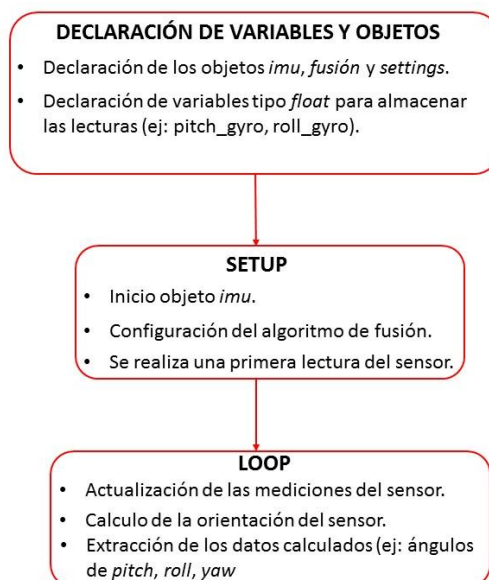 DECLARACIÓN DE VARIABLES Y OBJETOS
• Declaración de los objetos imu, fusión y settings.
• Declaración de variables tipo float para almacenar
las lecturas (ej: pitch_gyro, roll_gyro).
SETUP
• Inicio objeto imu.
• Configuración del algoritmo de fusión.
• Se realiza una primera lectura del sensor.
LOOP
• Actualización de las mediciones del sensor.
• Calculo de la orientación del sensor.
• Extracción de los datos calculados (ej: ángulos
de pitch, roll, yaw